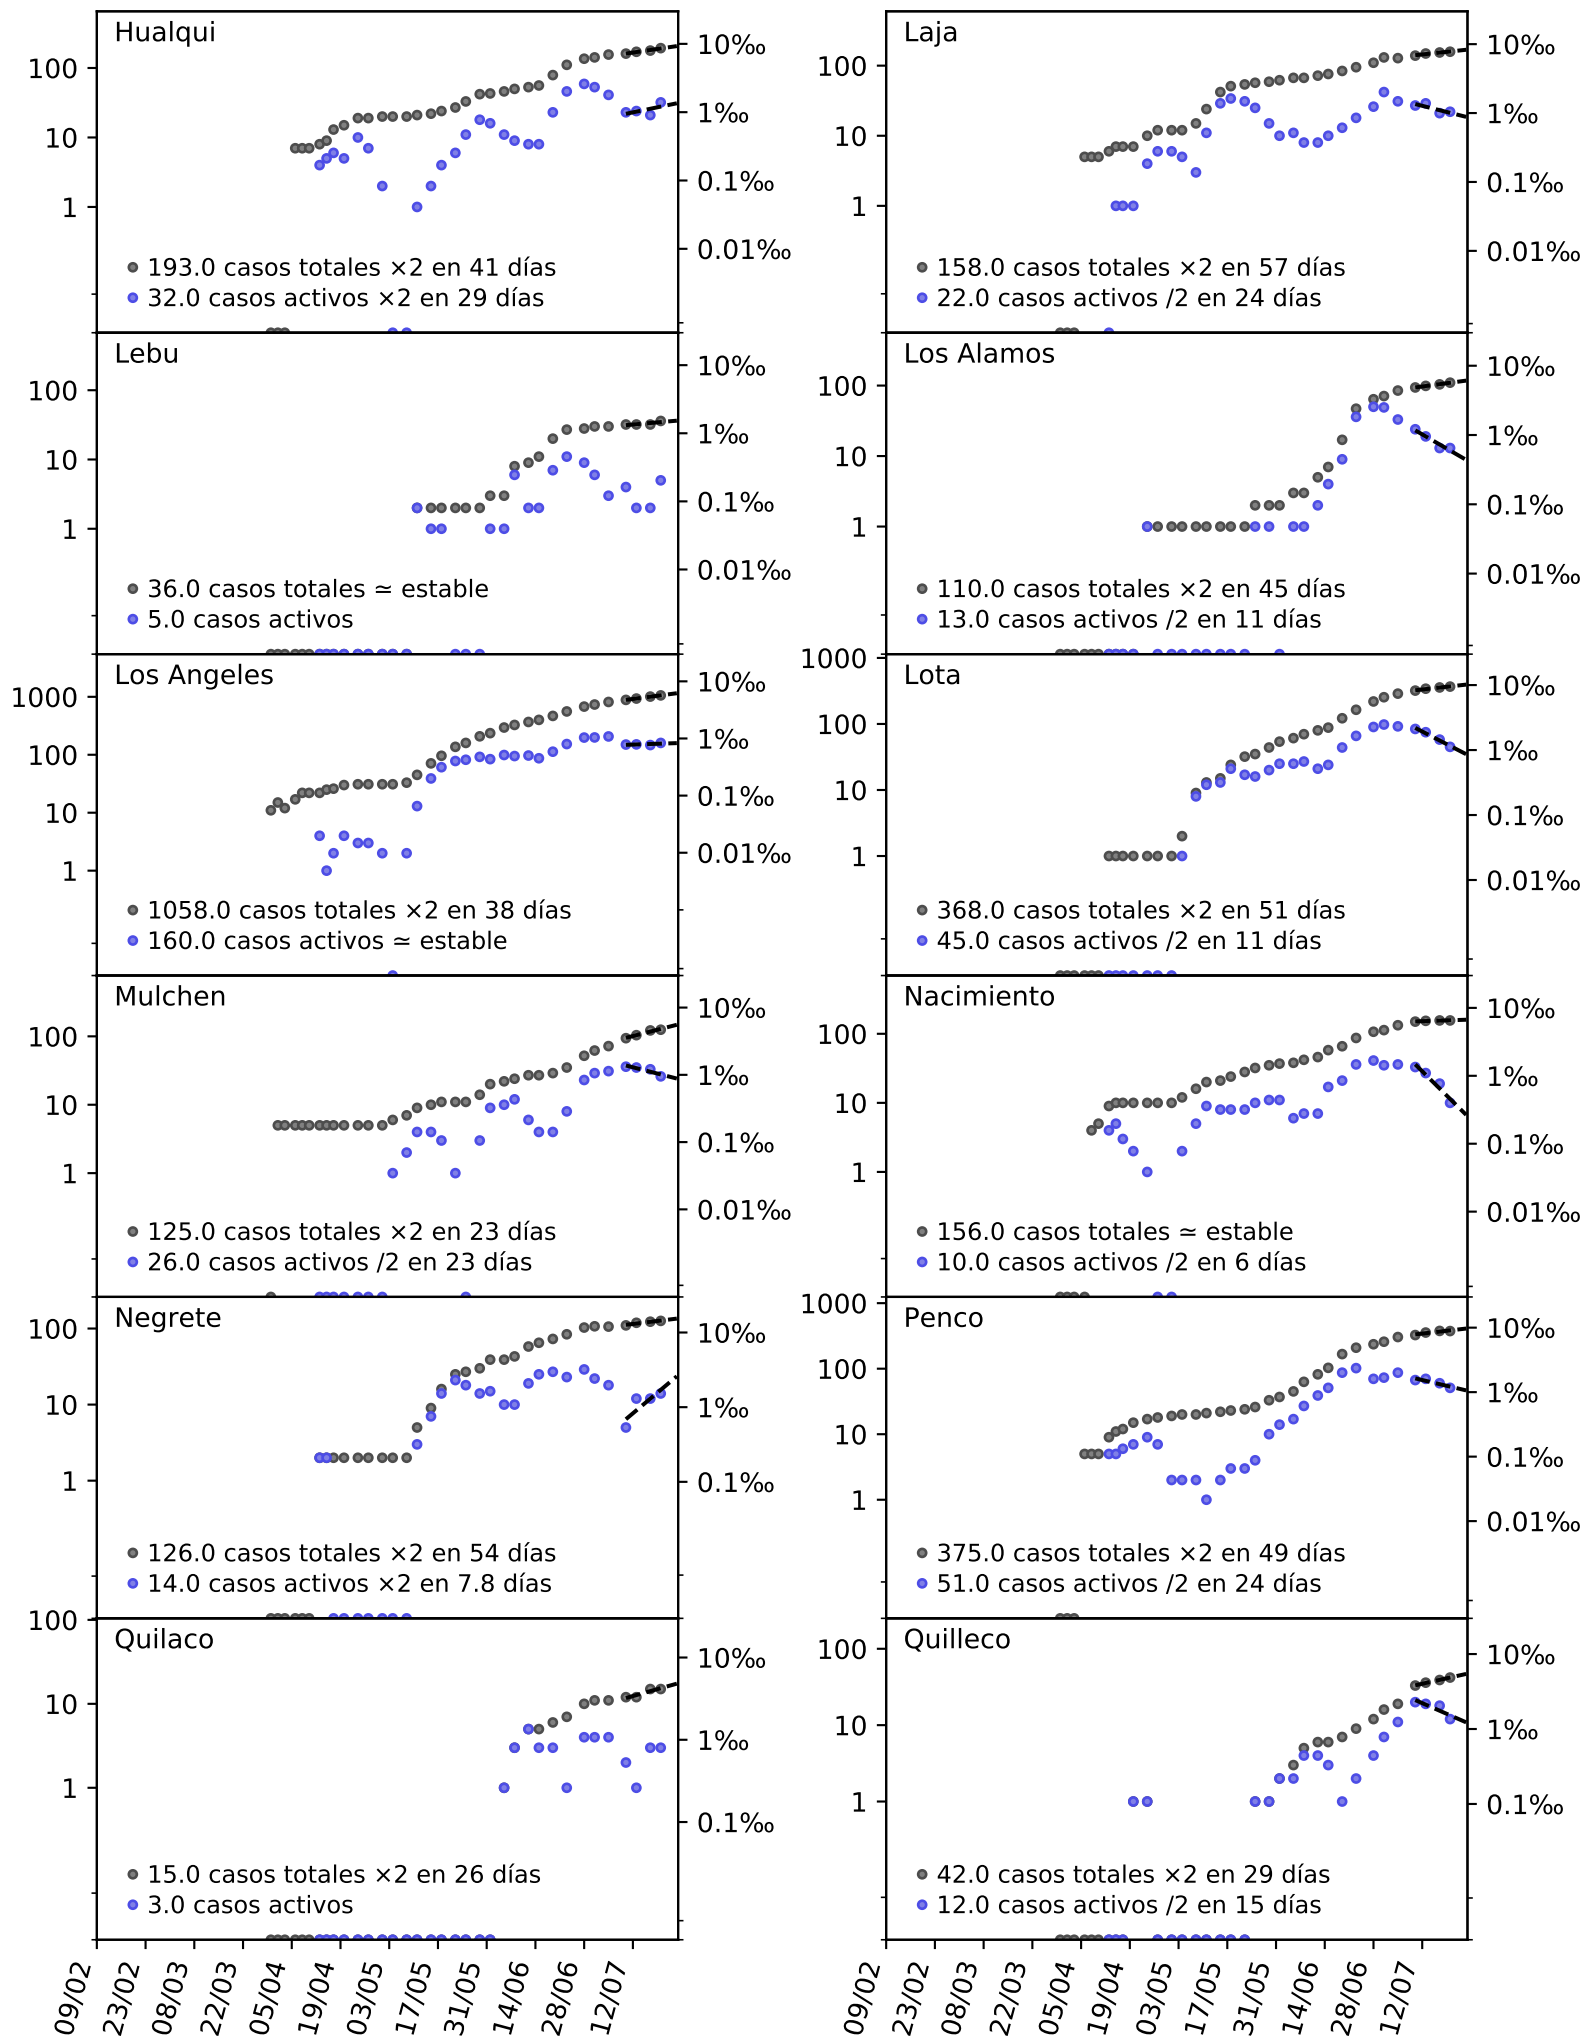 Hualqui
100
10
1
10‰
1‰
0.1‰
0.01‰
193.0 casos totales ×2 en 41 días
32.0 casos activos ×2 en 29 días
Laja
100
10
1
10‰
1‰
0.1‰
0.01‰
158.0 casos totales ×2 en 57 días
22.0 casos activos /2 en 24 días
Lebu
100
10
1
10‰
1‰
0.1‰
0.01‰
36.0 casos totales ≃ estable
5.0 casos activos
Los Alamos
100
10
1
10‰
1‰
0.1‰
0.01‰
110.0 casos totales ×2 en 45 días
13.0 casos activos /2 en 11 días
Los Angeles
1000
100
10
1
10‰
1‰
0.1‰
0.01‰
1058.0 casos totales ×2 en 38 días
160.0 casos activos ≃ estable
Lota
1000
100
10
1
10‰
1‰
0.1‰
0.01‰
368.0 casos totales ×2 en 51 días
45.0 casos activos /2 en 11 días
Mulchen
100
10
1
10‰
1‰
0.1‰
0.01‰
125.0 casos totales ×2 en 23 días
26.0 casos activos /2 en 23 días
Nacimiento
100
10
1
10‰
1‰
0.1‰
0.01‰
156.0 casos totales ≃ estable
10.0 casos activos /2 en 6 días
Negrete
100
10
1
10‰
1‰
0.1‰
126.0 casos totales ×2 en 54 días
14.0 casos activos ×2 en 7.8 días
Penco
1000
100
10
1
10‰
1‰
0.1‰
0.01‰
375.0 casos totales ×2 en 49 días
51.0 casos activos /2 en 24 días
Quilaco
100
10
1
10‰
1‰
0.1‰
15.0 casos totales ×2 en 26 días
3.0 casos activos
Quilleco
100
10
1
10‰
1‰
0.1‰
42.0 casos totales ×2 en 29 días
12.0 casos activos /2 en 15 días
09/02 23/02 08/03 22/03 05/04 19/04 03/05 17/05 31/05 14/06 28/06 12/07
09/02 23/02 08/03 22/03 05/04 19/04 03/05 17/05 31/05 14/06 28/06 12/07